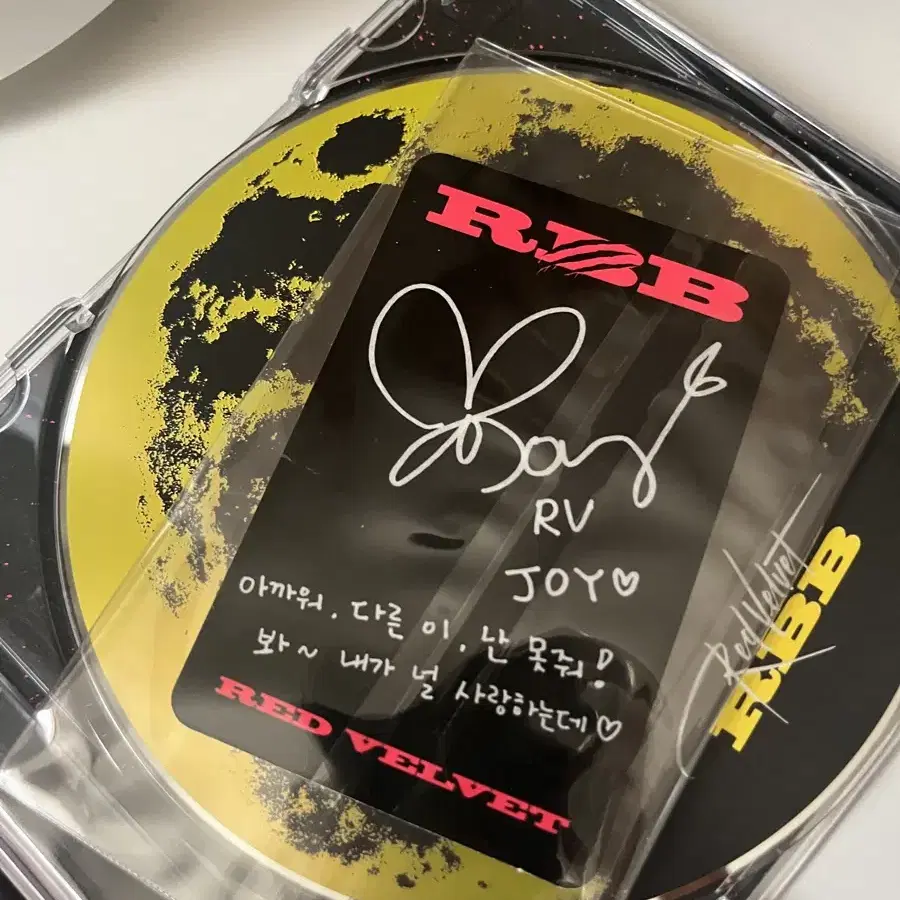 RBB
RV
JOY♡
아까워. 다른 이. 난 못줘!
봐~ 내가 널 사랑하는데♡
RED VELVET
Red Velvet
RBB